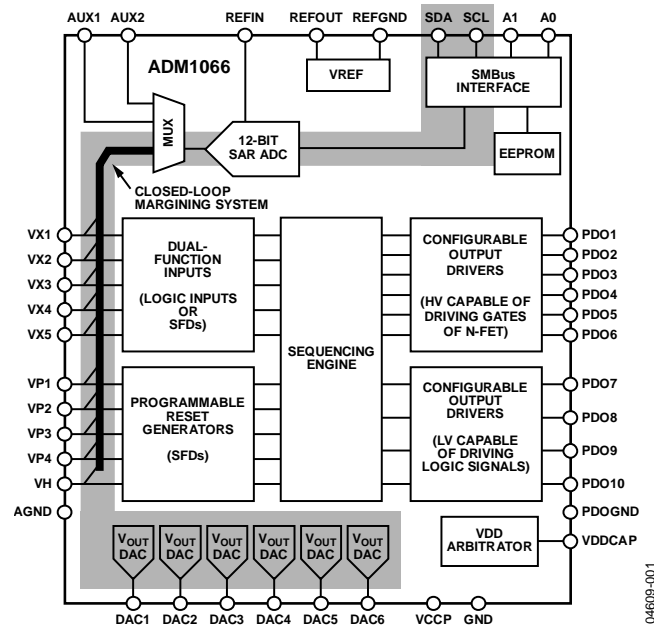 AUX1 AUX2 REFIN REFOUT REFGND SDA SCL A1 A0
ADM1066
VREF
SMBus
INTERFACE
MUX
12-BIT
SAR ADC
EEPROM
CLOSED-LOOP
MARGINING SYSTEM
VX1
VX2
VX3
VX4
VX5
DUAL-
FUNCTION
INPUTS
(LOGIC INPUTS
OR
SFDs)
SEQUENCING
ENGINE
CONFIGURABLE
OUTPUT
DRIVERS
(HV CAPABLE OF
DRIVING GATES
OF N-FET)
PDO1
PDO2
PDO3
PDO4
PDO5
PDO6
VP1
VP2
VP3
VP4
VH
AGND
PROGRAMMABLE
RESET
GENERATORS
(SFDs)
CONFIGURABLE
OUTPUT
DRIVERS
(LV CAPABLE
OF DRIVING
LOGIC SIGNALS)
PDO7
PDO8
PDO9
PDO10
PDOGND
VOUT
DAC
VOUT
DAC
VOUT
DAC
VOUT
DAC
VOUT
DAC
VOUT
DAC
VDD
ARBITRATOR
VDDCAP
DAC1 DAC2 DAC3 DAC4 DAC5 DAC6 VCCP GND
04609-001